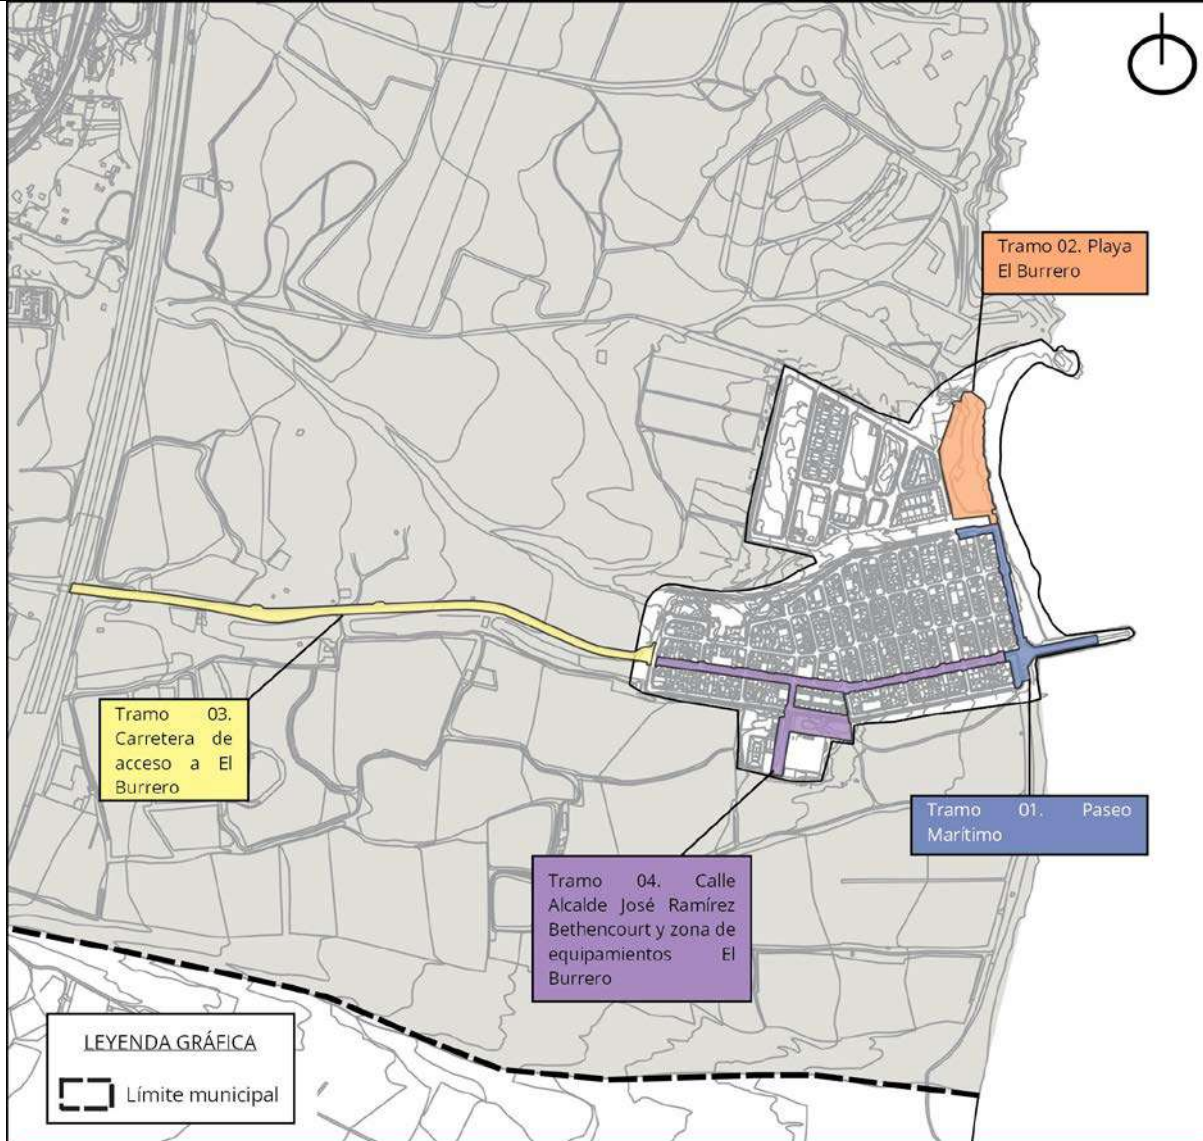 Tramo 02. Playa
El Burrero
Tramo 03.
Carretera de
acceso a El
Burrero
Tramo 01. Paseo
Marítimo
Tramo 04. Calle
Alcalde José Ramírez
Bethencourt y zona de
equipamientos El
Burrero
LEYENDA GRÁFICA
Límite municipal